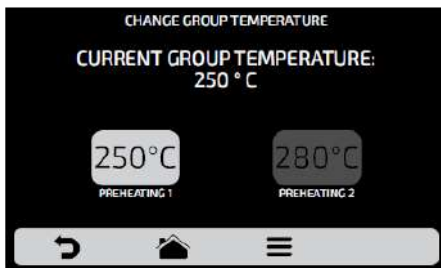 CHANGE GROUP TEMPERATURE
CURRENT GROUP TEMPERATURE:
250 ° C
250°C 280°C
PREHEATING 1 PREHEATING 2